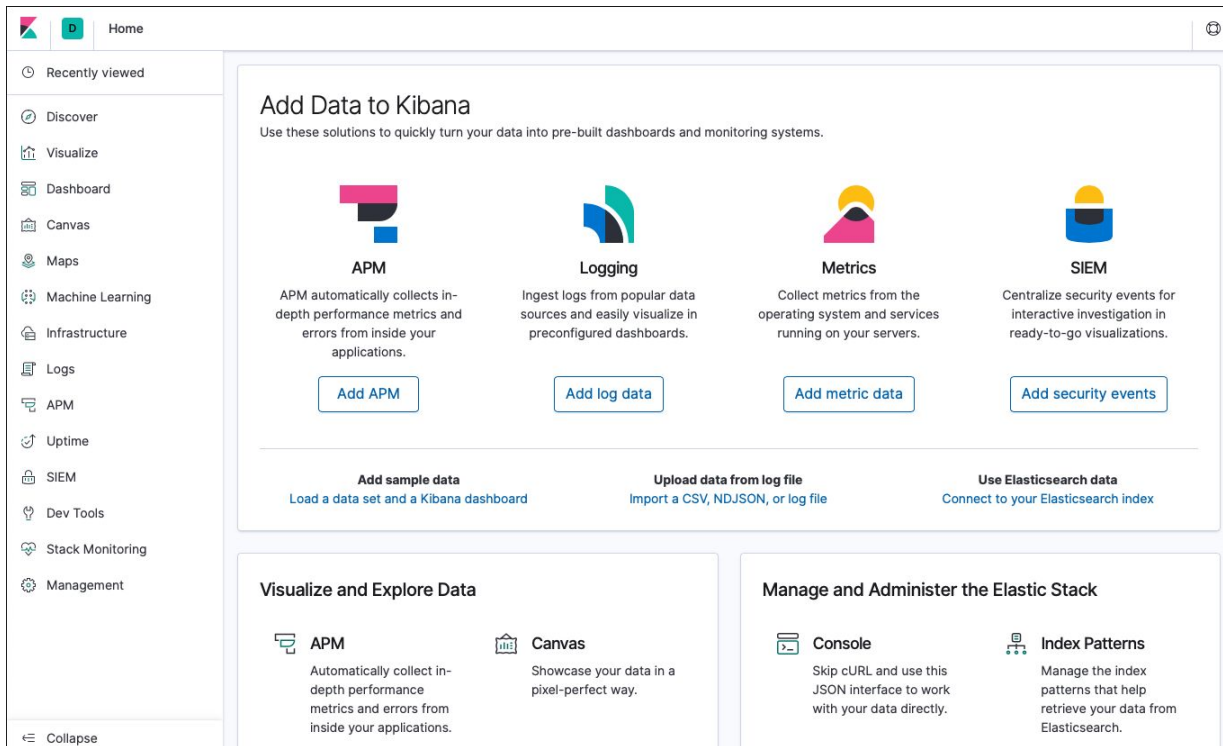 D Home
Recently viewed
Discover
Visualize
Dashboard
Canvas
Maps
Machine Learning
Infrastructure
Logs
APM
Uptime
SIEM
Dev Tools
Stack Monitoring
Management
Collapse
Add Data to Kibana
Use these solutions to quickly turn your data into pre-built dashboards and monitoring systems.
APM
APM automatically collects in-
depth performance metrics and
errors from inside your
applications.
Add APM
Logging
Ingest logs from popular data
sources and easily visualize in
preconfigured dashboards.
Add log data
Metrics
Collect metrics from the
operating system and services
running on your servers.
Add metric data
SIEM
Centralize security events for
interactive investigation in
ready-to-go visualizations.
Add security events
Add sample data
Load a data set and a Kibana dashboard
Upload data from log file
Import a CSV, NDJSON, or log file
Use Elasticsearch data
Connect to your Elasticsearch index
Visualize and Explore Data
APM
Automatically collect in-
depth performance
metrics and errors from
inside your applications.
Canvas
Showcase your data in a
pixel-perfect way.
Manage and Administer the Elastic Stack
Console
Skip cURL and use this
JSON interface to work
with your data directly.
Index Patterns
Manage the index
patterns that help
retrieve your data from
Elasticsearch.